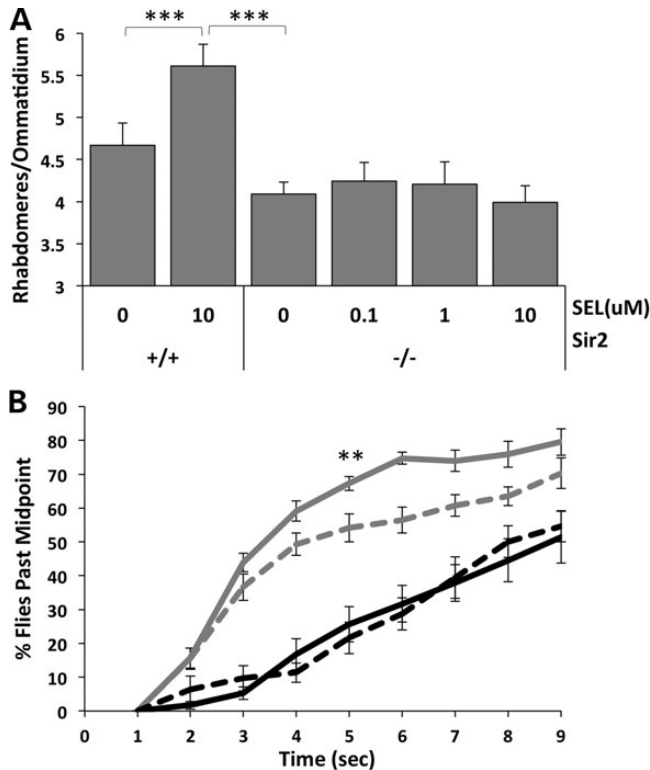 A
*** ***
6
5.5
5
4.5
4
3.5
3
Rhabdomeres/Ommatidium
0 10 0 0.1 1 10 SEL(uM)
+/+ -/- Sir2
B
90
80
70
60
50
40
30
20
10
0
% Flies Past Midpoint
**
0 1 2 3 4 5 6 7 8 9
Time (sec)